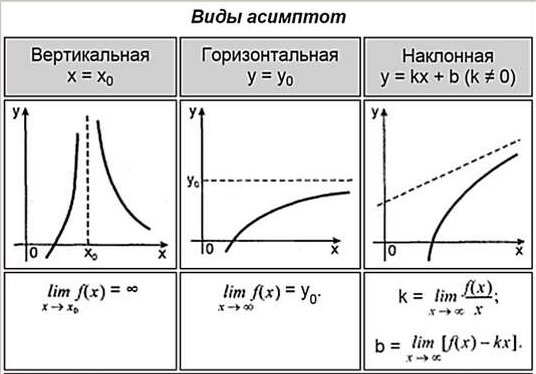 Виды асимптот
Вертикальная
x = x₀
Горизонтальная
y = y₀
Наклонная
y = kx + b (k ≠ 0)
y
0
x₀
x
y
y₀
0
x
y
0
x
lim f(x) = ∞
x → x₀
lim f(x) = y₀.
x → ∞
k = lim f(x)/x;
x → ∞
b = lim [f(x) – kx].
x → ∞